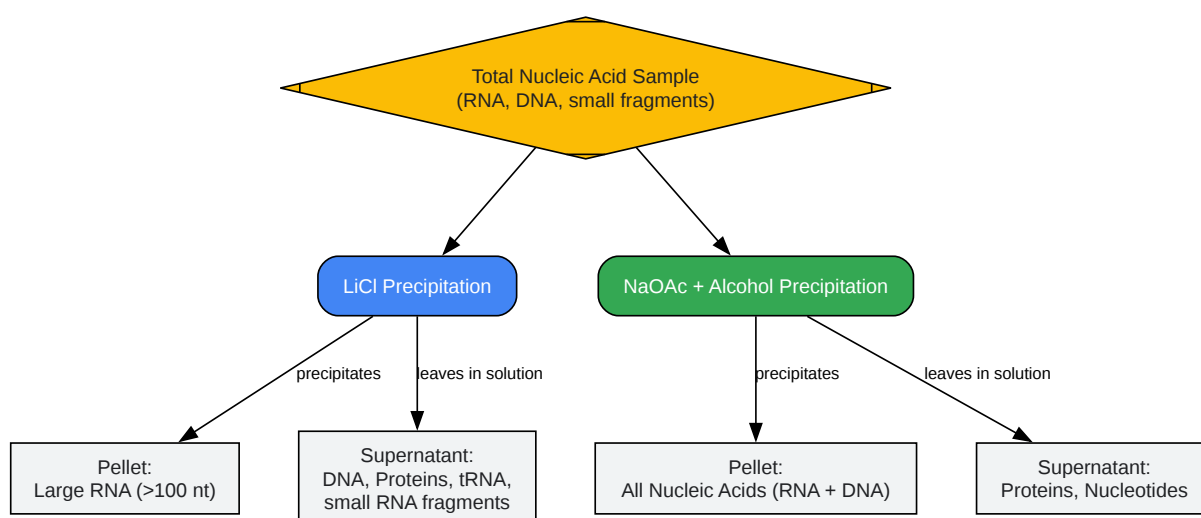 Total Nucleic Acid Sample
(RNA, DNA, small fragments)
LiCl Precipitation
NaOAc + Alcohol Precipitation
precipitates
leaves in solution
precipitates
leaves in solution
Pellet:
Large RNA (>100 nt)
Supernatant:
DNA, Proteins, tRNA,
small RNA fragments
Pellet:
All Nucleic Acids (RNA + DNA)
Supernatant:
Proteins, Nucleotides